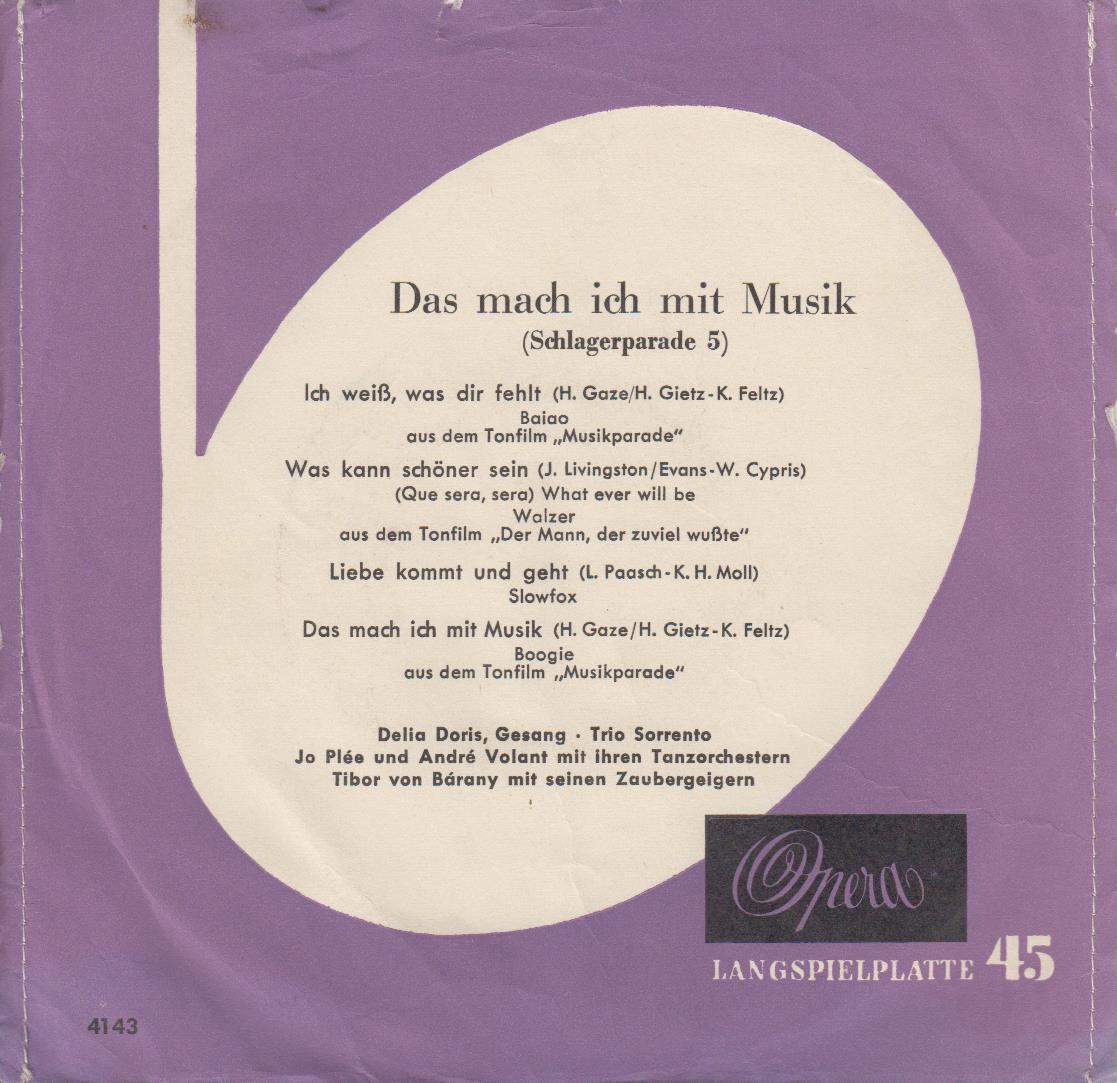 Das mach ich mit Musik
(Schlagerparade 5)
Ich weiß, was dir fehlt (H. Gaze/H. Gietz-K. Feltz)
Baiao
aus dem Tonfilm „Musikparade“
Was kann schöner sein (J. Livingston/Evans-W. Cypris)
(Que sera, sera) What ever will be
Walzer
aus dem Tonfilm „Der Mann, der zuviel wußte“
Liebe kommt und geht (L. Paasch-K. H. Moll)
Slowfox
Das mach ich mit Musik (H. Gaze/H. Gietz-K. Feltz)
Boogie
aus dem Tonfilm „Musikparade“
Delia Doris, Gesang · Trio Sorrento
Jo Plée und André Volant mit ihren Tanzorchestern
Tibor von Bárany mit seinen Zaubergeigern
Opera
LANGSPIELPLATTE 45
4143